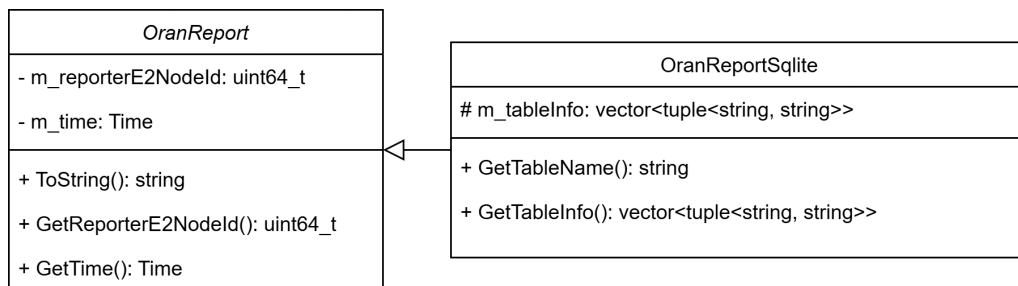 OranReport
- m_reporterE2NodeId: uint64_t
- m_time: Time
+ ToString(): string
+ GetReporterE2NodeId(): uint64_t
+ GetTime(): Time
OranReportSqlite
# m_tableInfo: vector<tuple<string, string>>
+ GetTableName(): string
+ GetTableInfo(): vector<tuple<string, string>>